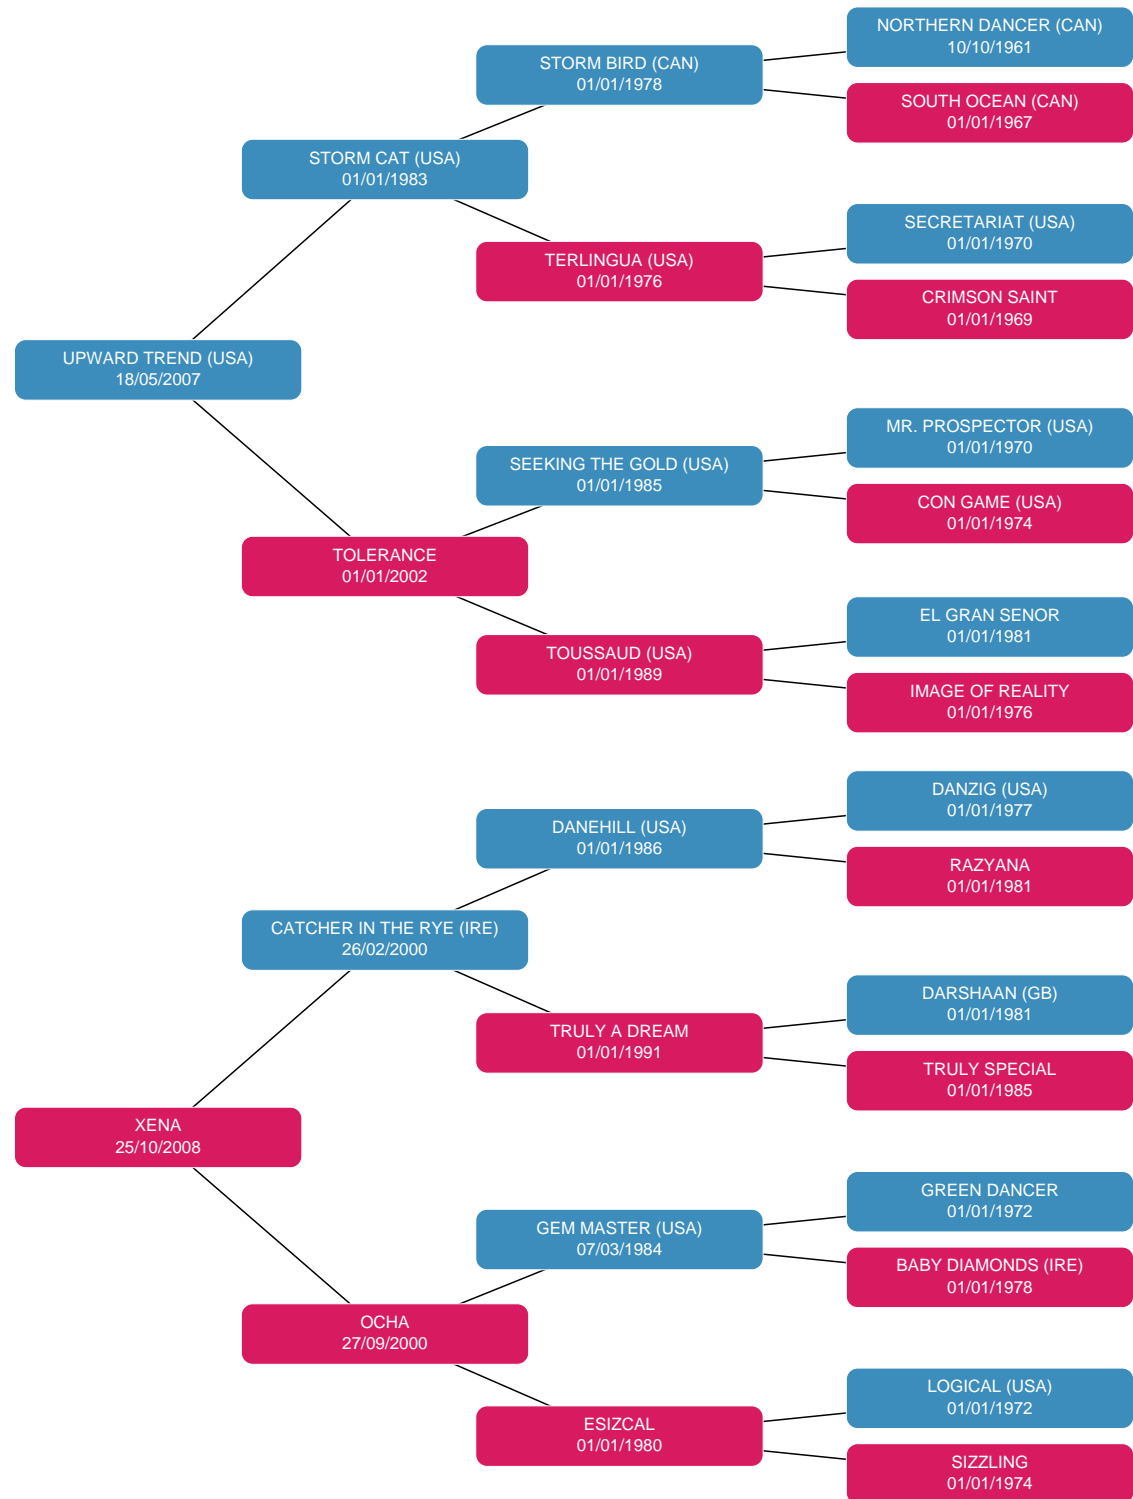 NORTHERN DANCER (CAN)
10/10/1961
STORM BIRD (CAN)
01/01/1978
SOUTH OCEAN (CAN)
01/01/1967
STORM CAT (USA)
01/01/1983
SECRETARIAT (USA)
01/01/1970
TERLINGUA (USA)
01/01/1976
CRIMSON SAINT
01/01/1969
UPWARD TREND (USA)
18/05/2007
MR. PROSPECTOR (USA)
01/01/1970
SEEKING THE GOLD (USA)
01/01/1985
CON GAME (USA)
01/01/1974
TOLERANCE
01/01/2002
EL GRAN SENOR
01/01/1981
TOUSSAUD (USA)
01/01/1989
IMAGE OF REALITY
01/01/1976
DANZIG (USA)
01/01/1977
DANEHILL (USA)
01/01/1986
RAZYANA
01/01/1981
CATCHER IN THE RYE (IRE)
26/02/2000
DARSHAAN (GB)
01/01/1981
TRULY A DREAM
01/01/1991
TRULY SPECIAL
01/01/1985
XENA
25/10/2008
GREEN DANCER
01/01/1972
GEM MASTER (USA)
07/03/1984
BABY DIAMONDS (IRE)
01/01/1978
OCHA
27/09/2000
LOGICAL (USA)
01/01/1972
ESIZCAL
01/01/1980
SIZZLING
01/01/1974